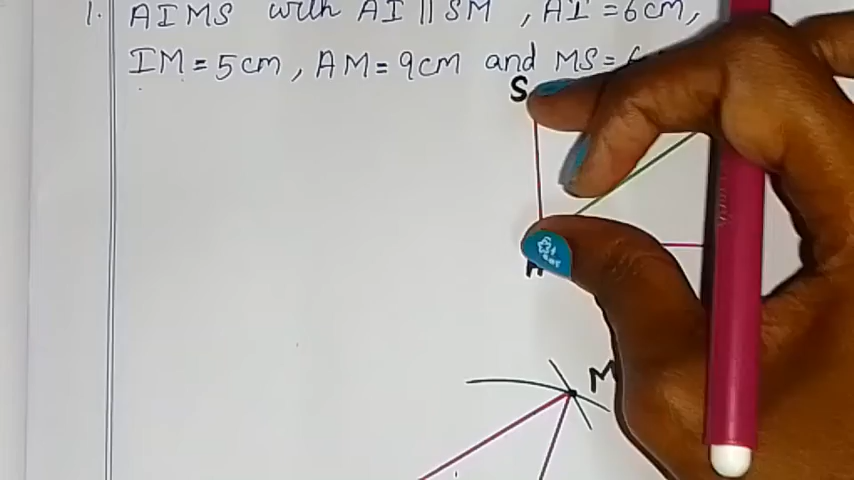 1. AIMS with AI || SM , AI = 6cm,
IM = 5cm, AM = 9cm and MS =
S
M